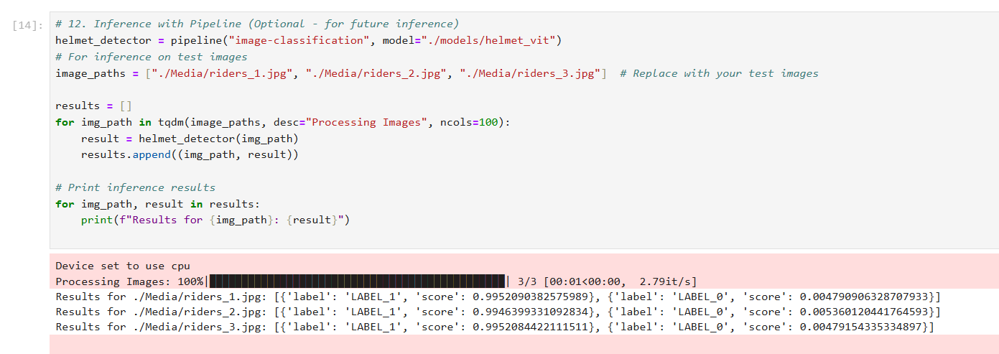 [14]:
# 12. Inference with Pipeline (Optional - for future inference)
helmet_detector = pipeline("image-classification", model="./models/helmet_vit")
# For inference on test images
image_paths = ["./Media/riders_1.jpg", "./Media/riders_2.jpg", "./Media/riders_3.jpg"]  # Replace with your test images

results = []
for img_path in tqdm(image_paths, desc="Processing Images", ncols=100):
    result = helmet_detector(img_path)
    results.append((img_path, result))

# Print inference results
for img_path, result in results:
    print(f"Results for {img_path}: {result}")

Device set to use cpu
Processing Images: 100%|██████████████████████████████████████████████| 3/3 [00:01<00:00,  2.79it/s]
Results for ./Media/riders_1.jpg: [{'label': 'LABEL_1', 'score': 0.9952090382575989}, {'label': 'LABEL_0', 'score': 0.004790906328707933}]
Results for ./Media/riders_2.jpg: [{'label': 'LABEL_1', 'score': 0.9946399331092834}, {'label': 'LABEL_0', 'score': 0.005360120441764593}]
Results for ./Media/riders_3.jpg: [{'label': 'LABEL_1', 'score': 0.9952084422111511}, {'label': 'LABEL_0', 'score': 0.00479154335334897}]